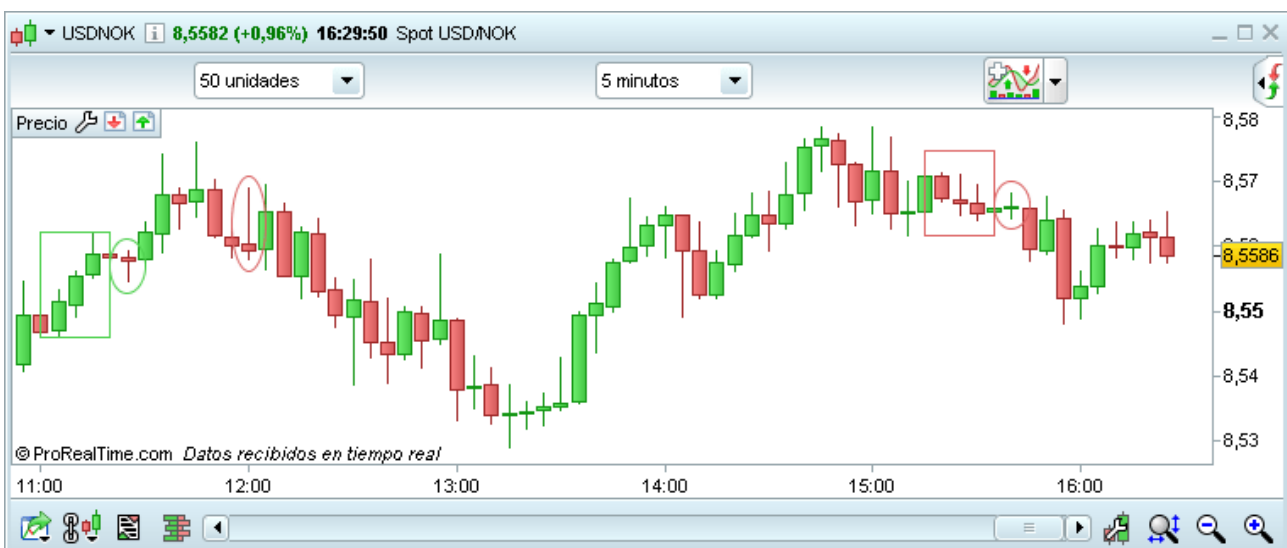 USDNOK i 8,5582 (+0,96%) 16:29:50 Spot USD/NOK
50 unidades 5 minutos
Precio
8,58
8,57
8,5586
8,55
8,54
8,53
© ProRealTime.com Datos recibidos en tiempo real
11:00 12:00 13:00 14:00 15:00 16:00